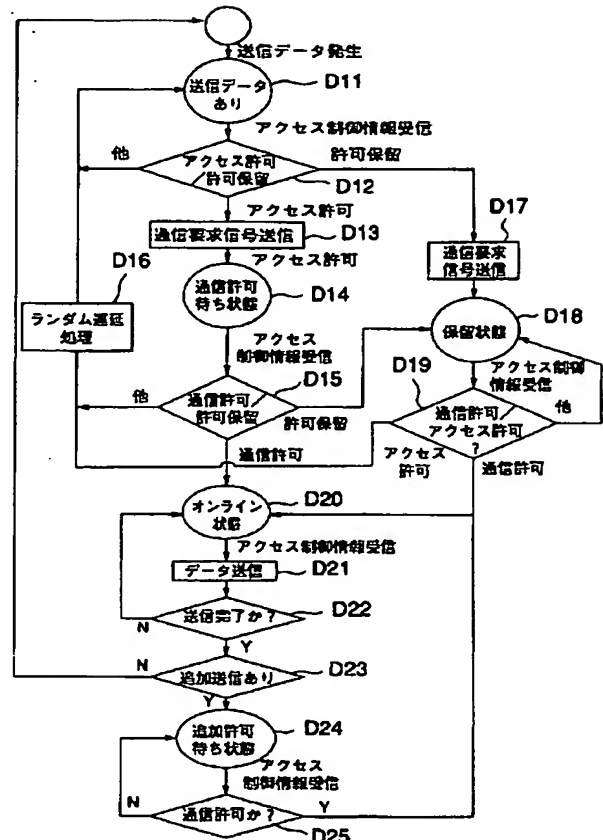 送信データ発生
送信データ
あり
D11
アクセス制御情報受信
他
アクセス許可
／許可保留
許可保留
D12
アクセス許可
通信要求信号送信
D13
D17
通信要求
信号送信
アクセス許可
D16
ランダム遅延
処理
通信許可
待ち状態
D14
D18
保留状態
アクセス
制御情報受信
D19
アクセス制御
情報受信
他
通信許可／
許可保留
D15
許可保留
通信許可／
アクセス許可
？
他
アクセス
許可
通信許可
通信許可
オンライン
状態
D20
アクセス制御情報受信
データ送信
D21
送信完了か？
D22
N
Y
N
追加送信あり
D23
Y
追加許可
待ち状態
D24
アクセス
制御情報受信
N
通信許可か？
Y
D25